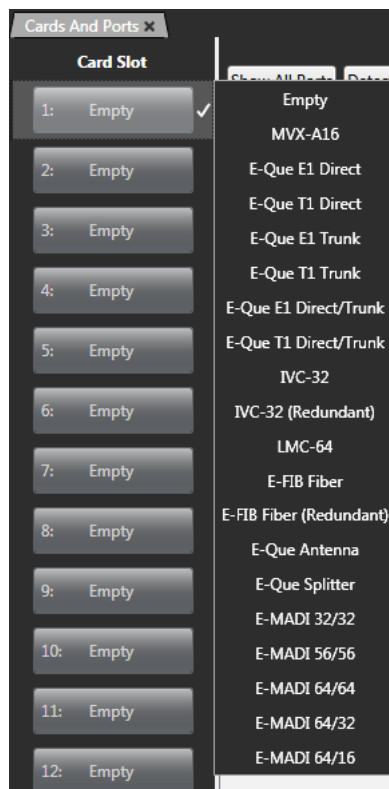 Cards And Ports ×
Card Slot
1: Empty ✓
2: Empty
3: Empty
4: Empty
5: Empty
6: Empty
7: Empty
8: Empty
9: Empty
10: Empty
11: Empty
12: Empty
Empty
MVX-A16
E-Que E1 Direct
E-Que T1 Direct
E-Que E1 Trunk
E-Que T1 Trunk
E-Que E1 Direct/Trunk
E-Que T1 Direct/Trunk
IVC-32
IVC-32 (Redundant)
LMC-64
E-FIB Fiber
E-FIB Fiber (Redundant)
E-Que Antenna
E-Que Splitter
E-MADI 32/32
E-MADI 56/56
E-MADI 64/64
E-MADI 64/32
E-MADI 64/16